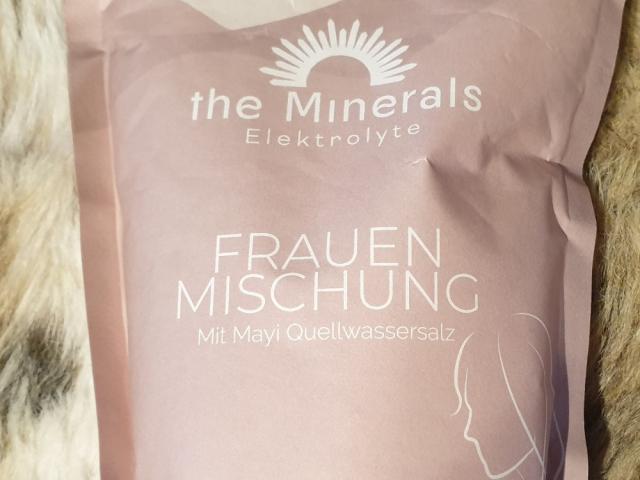 the Minerals
Elektrolyte
FRAUEN
MISCHUNG
Mit Mayi Quellwassersalz